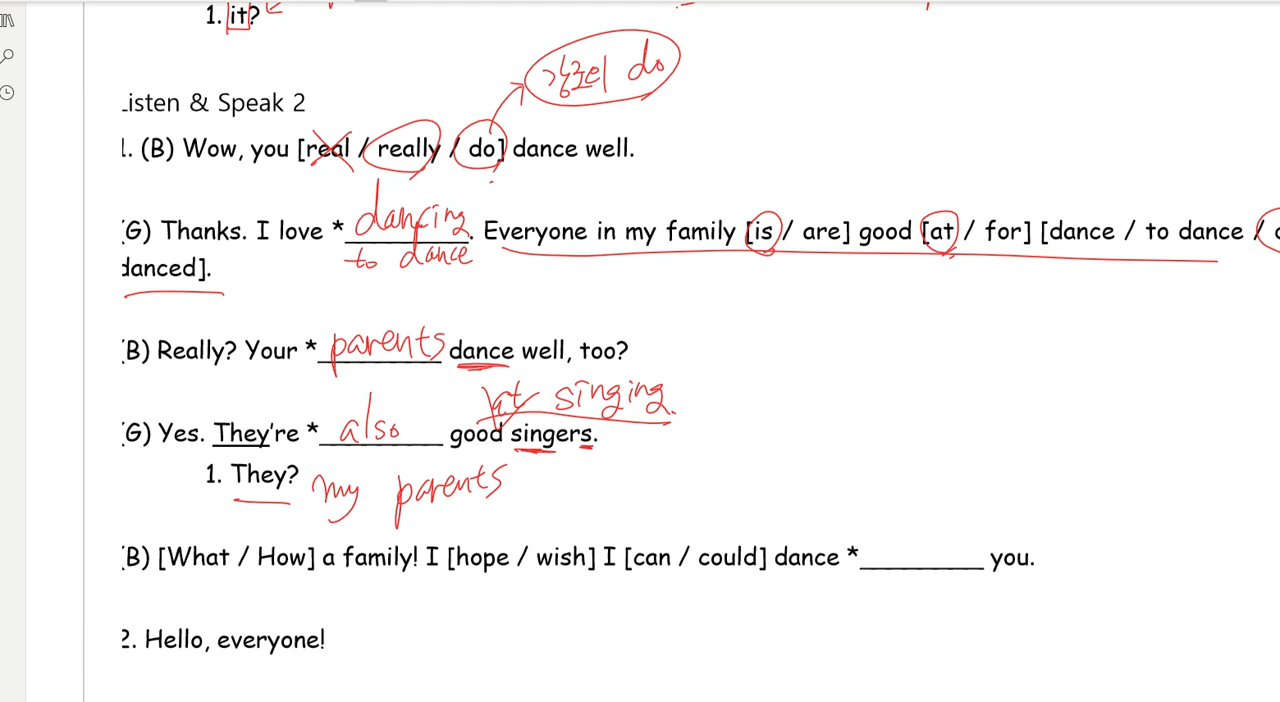 1. it?
강조의 do
Listen & Speak 2
1. (B) Wow, you [real / really / do] dance well.
dancing
(G) Thanks. I love *__________. Everyone in my family [is / are] good [at / for] [dance / to dance /
to dance
danced].
(B) Really? Your * parents dance well, too?
at singing.
(G) Yes. They're * also good singers.
1. They? my parents
(B) [What / How] a family! I [hope / wish] I [can / could] dance *__________ you.
2. Hello, everyone!